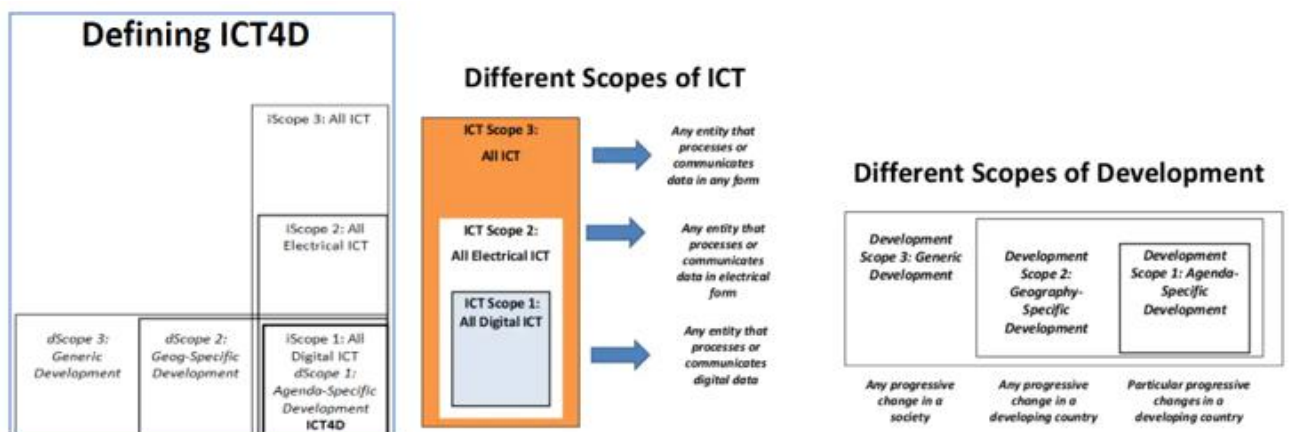 Defining ICT4D
iScope 3: All ICT
iScope 2: All
Electrical ICT
dScope 3:
Generic
Development
dScope 2:
Geog-Specific
Development
iScope 1: All
Digital ICT
dScope 1:
Agenda-Specific
Development
ICT4D
Different Scopes of ICT
ICT Scope 3:
All ICT
Any entity that
processes or
communicates
data in any form
ICT Scope 2:
All Electrical ICT
Any entity that
processes or
communicates
data in electrical
form
ICT Scope 1:
All Digital ICT
Any entity that
processes or
communicates
digital data
Different Scopes of Development
Development
Scope 3: Generic
Development
Development
Scope 2:
Geography-
Specific
Development
Development
Scope 1: Agenda-
Specific
Development
Any progressive
change in a
society
Any progressive
change in a
developing country
Particular progressive
changes in a
developing country